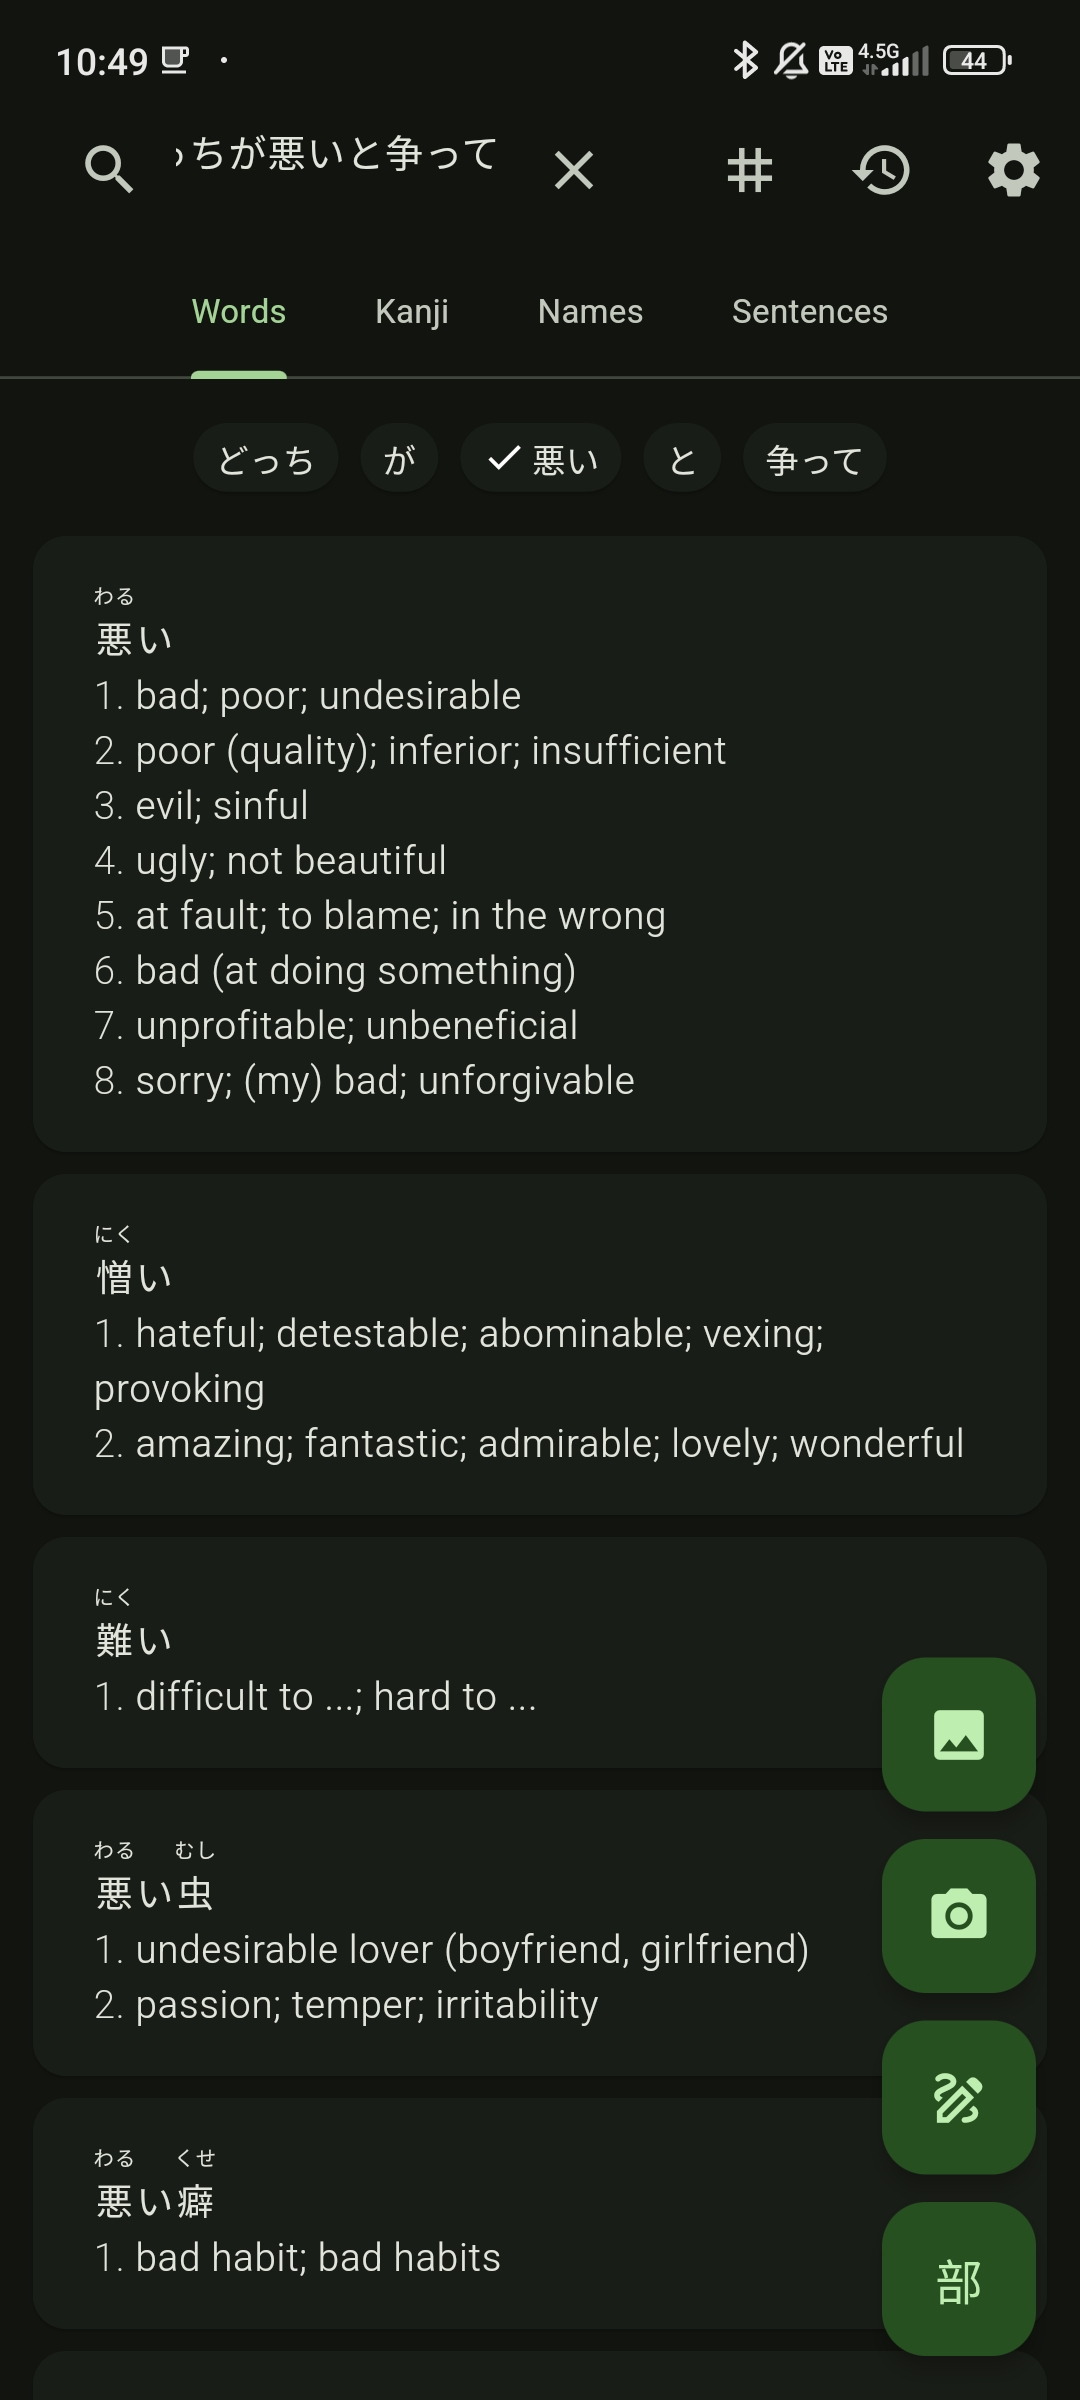 10:49
Vo LTE 4.5G 44
っちが悪いと争って
Words Kanji Names Sentences
どっち が 悪い と 争って
わる
悪い
1. bad; poor; undesirable
2. poor (quality); inferior; insufficient
3. evil; sinful
4. ugly; not beautiful
5. at fault; to blame; in the wrong
6. bad (at doing something)
7. unprofitable; unbeneficial
8. sorry; (my) bad; unforgivable
にく
憎い
1. hateful; detestable; abominable; vexing;
provoking
2. amazing; fantastic; admirable; lovely; wonderful
にく
難い
1. difficult to ...; hard to ...
わる むし
悪い虫
1. undesirable lover (boyfriend, girlfriend)
2. passion; temper; irritability
わる くせ
悪い癖
1. bad habit; bad habits
部